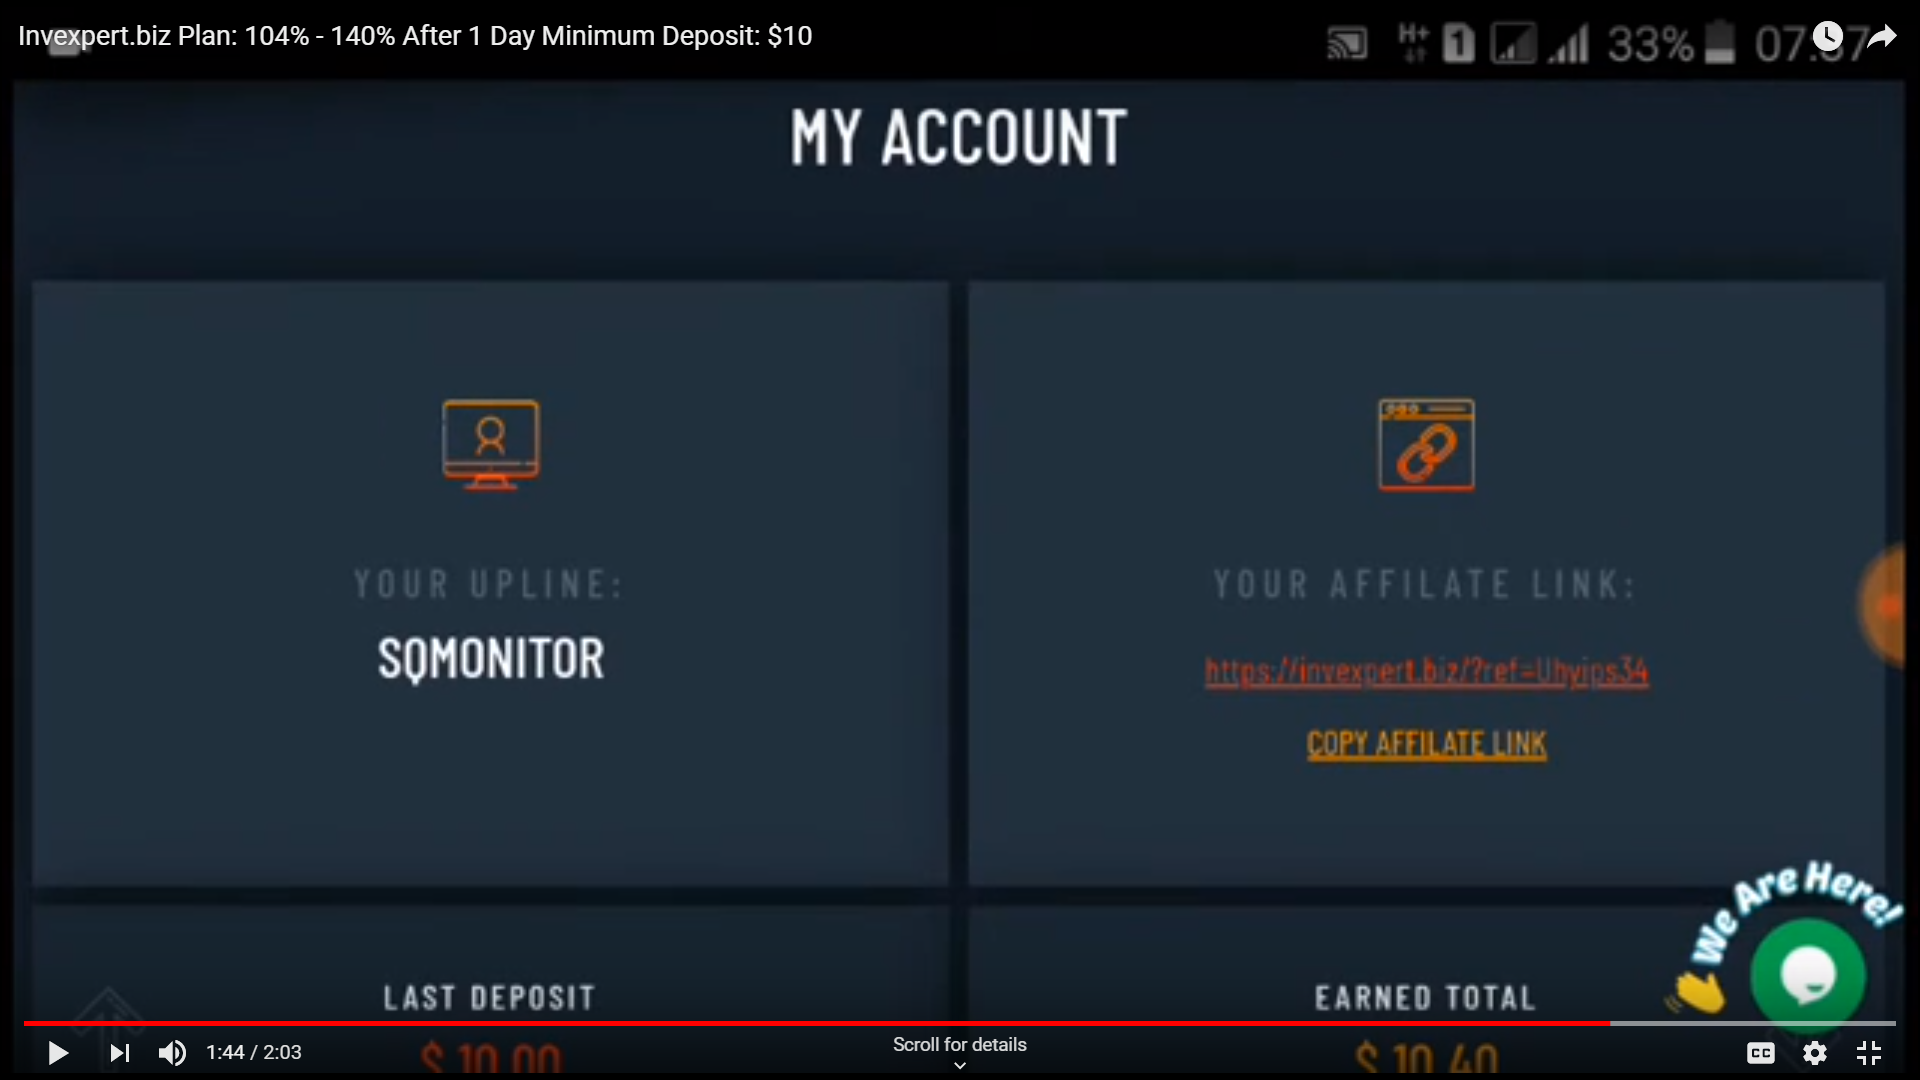 Invexpert.biz Plan: 104% - 140% After 1 Day Minimum Deposit: $10
H+ 1 33%
MY ACCOUNT
YOUR UPLINE:
SQMONITOR
YOUR AFFILATE LINK:
https://invexpert.biz/?ref=Uhyips34
COPY AFFILATE LINK
We Are Here!
LAST DEPOSIT
$ 10.00
EARNED TOTAL
$ 10.40
1:44 / 2:03
Scroll for details
CC